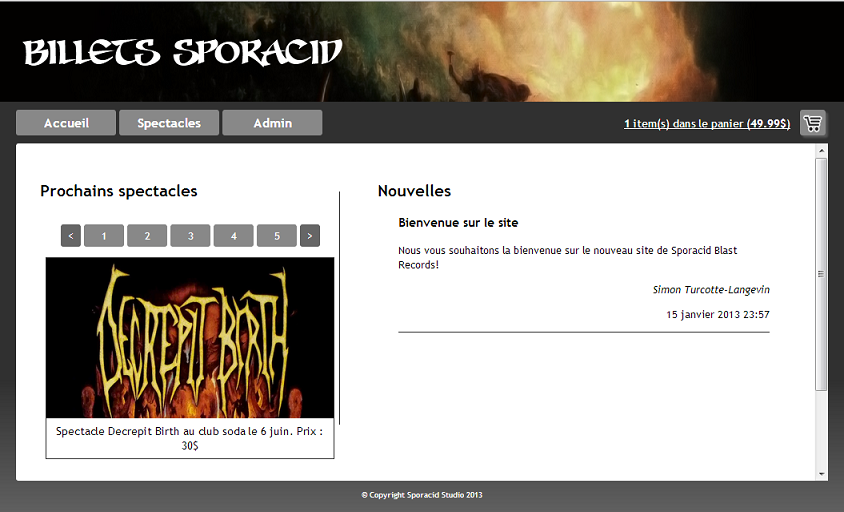 BILLETS SPORACID
Accueil Spectacles Admin 1 item(s) dans le panier (49.99$)
Prochains spectacles
< 1 2 3 4 5 >
DECREPIT BIRTH
Spectacle Decrepit Birth au club soda le 6 juin. Prix :
30$
Nouvelles
Bienvenue sur le site
Nous vous souhaitons la bienvenue sur le nouveau site de Sporacid Blast
Records!
Simon Turcotte-Langevin
15 janvier 2013 23:57
© Copyright Sporacid Studio 2013